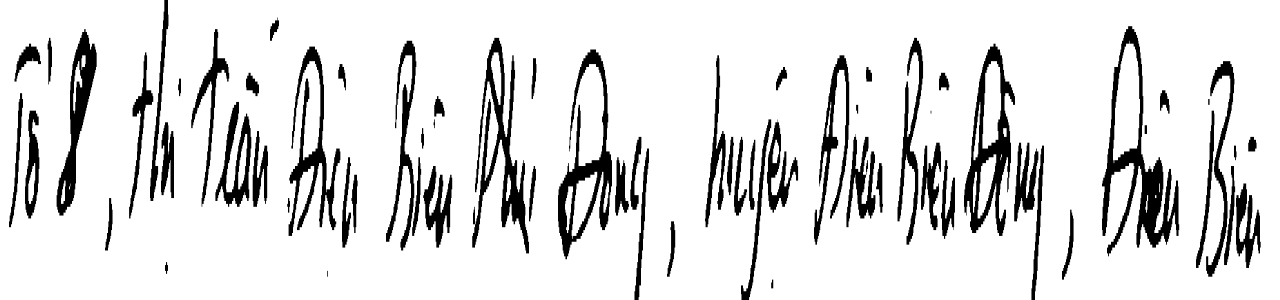 Tổ 8, thị Trấn Điện Biên Phủ Đông, huyện Điện Biên Đông, Điện Biên